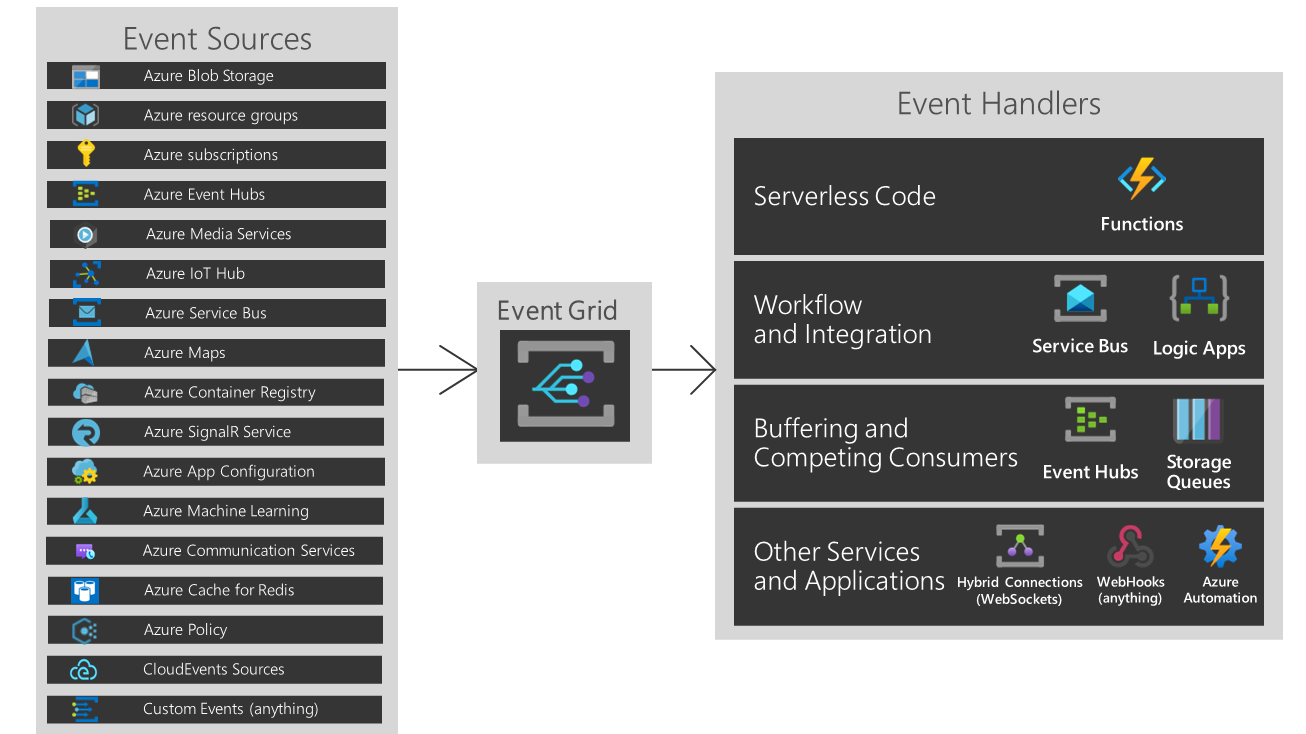 Event Sources
Azure Blob Storage
Azure resource groups
Azure subscriptions
Azure Event Hubs
Azure Media Services
Azure IoT Hub
Azure Service Bus
Azure Maps
Azure Container Registry
Azure SignalR Service
Azure App Configuration
Azure Machine Learning
Azure Communication Services
Azure Cache for Redis
Azure Policy
CloudEvents Sources
Custom Events (anything)
Event Grid
Event Handlers
Serverless Code
Functions
Workflow
and Integration
Service Bus
Logic Apps
Buffering and
Competing Consumers
Event Hubs
Storage
Queues
Other Services
and Applications
Hybrid Connections
(WebSockets)
WebHooks
(anything)
Azure
Automation